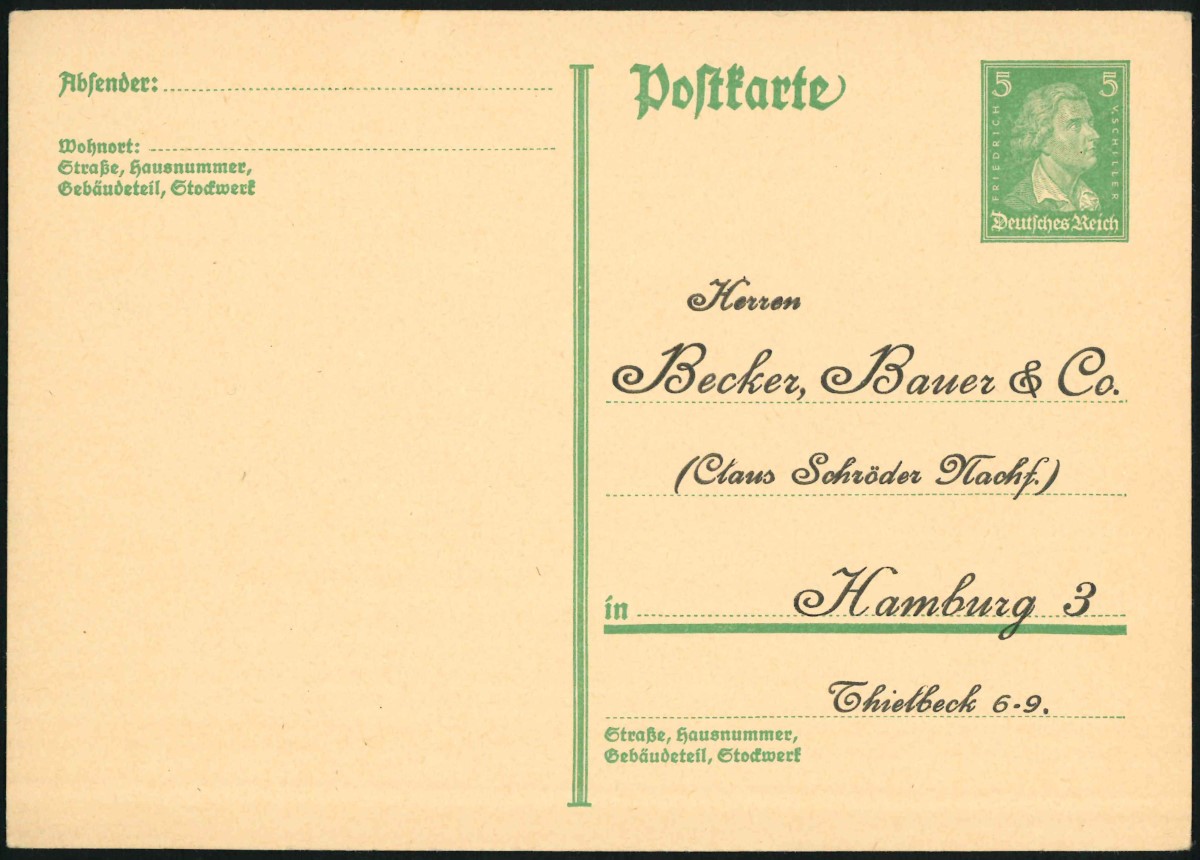 Absender:
Wohnort:
Straße, Hausnummer,
Gebäudeteil, Stockwerk
Postkarte
5 5
FRIEDRICH
V. SCHILLER
Deutsches Reich
Herren
Becker, Bauer & Co.
(Claus Schröder Nachf.)
in Hamburg 3
Thielbeck 6-9.
Straße, Hausnummer,
Gebäudeteil, Stockwerk